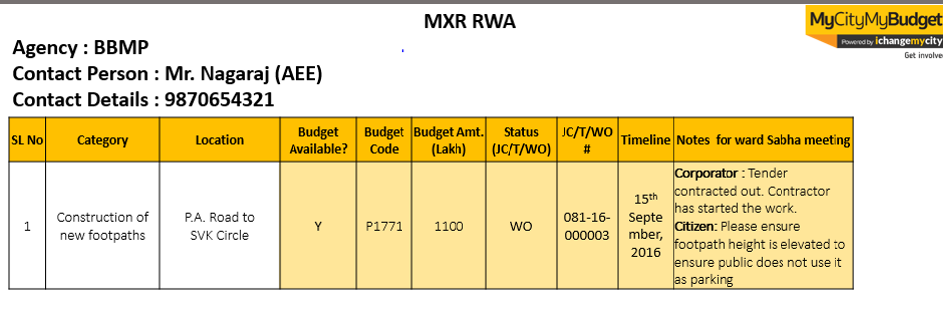 MXR RWA
MyCityMyBudget
Powered by ichangemycity
Get involve
Agency : BBMP
Contact Person : Mr. Nagaraj (AEE)
Contact Details : 9870654321
SL No
Category
Location
Budget
Available?
Budget
Code
Budget Amt.
(Lakh)
Status
(JC/T/WO)
JC/T/WO
#
Timeline
Notes for ward Sabha meeting
1
Construction of
new footpaths
P.A. Road to
SVK Circle
Y
P1771
1100
WO
081-16-
000003
15th
Septe
mber,
2016
Corporator : Tender
contracted out. Contractor
has started the work.
Citizen: Please ensure
footpath height is elevated to
ensure public does not use it
as parking